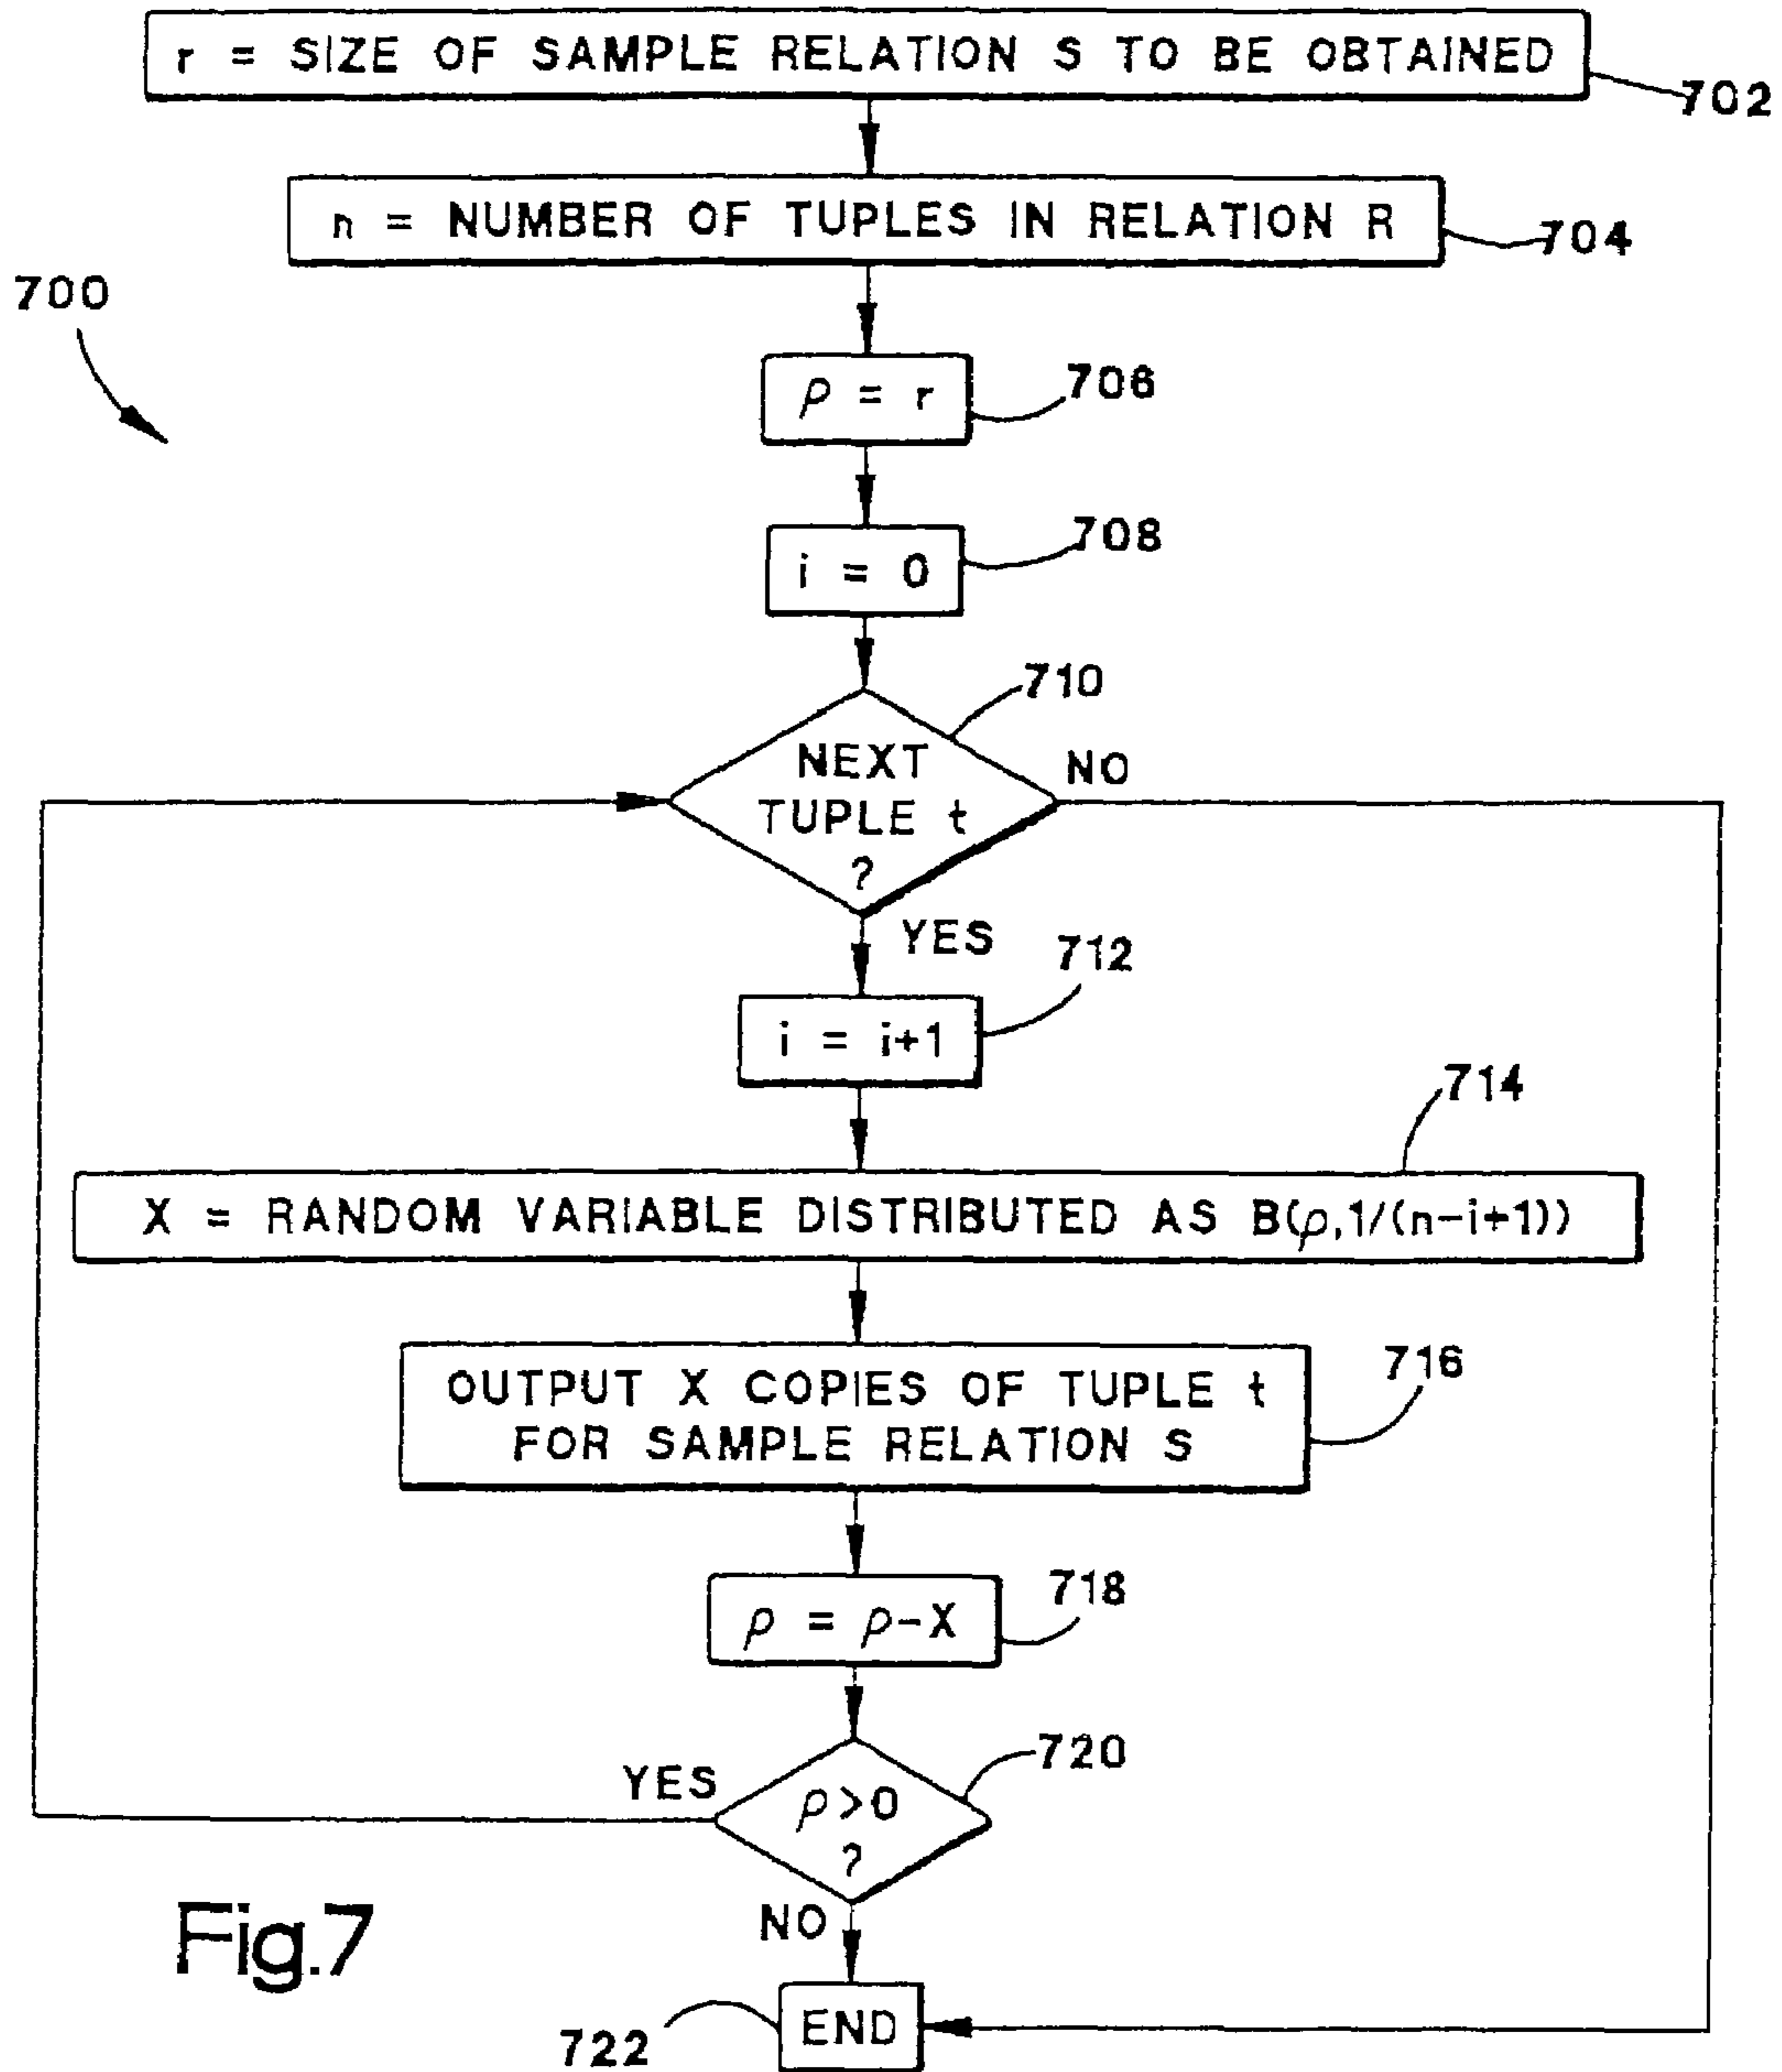 r = SIZE OF SAMPLE RELATION S TO BE OBTAINED
702
n = NUMBER OF TUPLES IN RELATION R
704
700
ρ = r
706
i = 0
708
710
NEXT
TUPLE t
?
NO
YES
712
i = i+1
714
X = RANDOM VARIABLE DISTRIBUTED AS B(ρ,1/(n-i+1))
OUTPUT X COPIES OF TUPLE t
FOR SAMPLE RELATION S
716
ρ = ρ-X
718
720
YES
ρ>0
?
NO
Fig.7
END
722